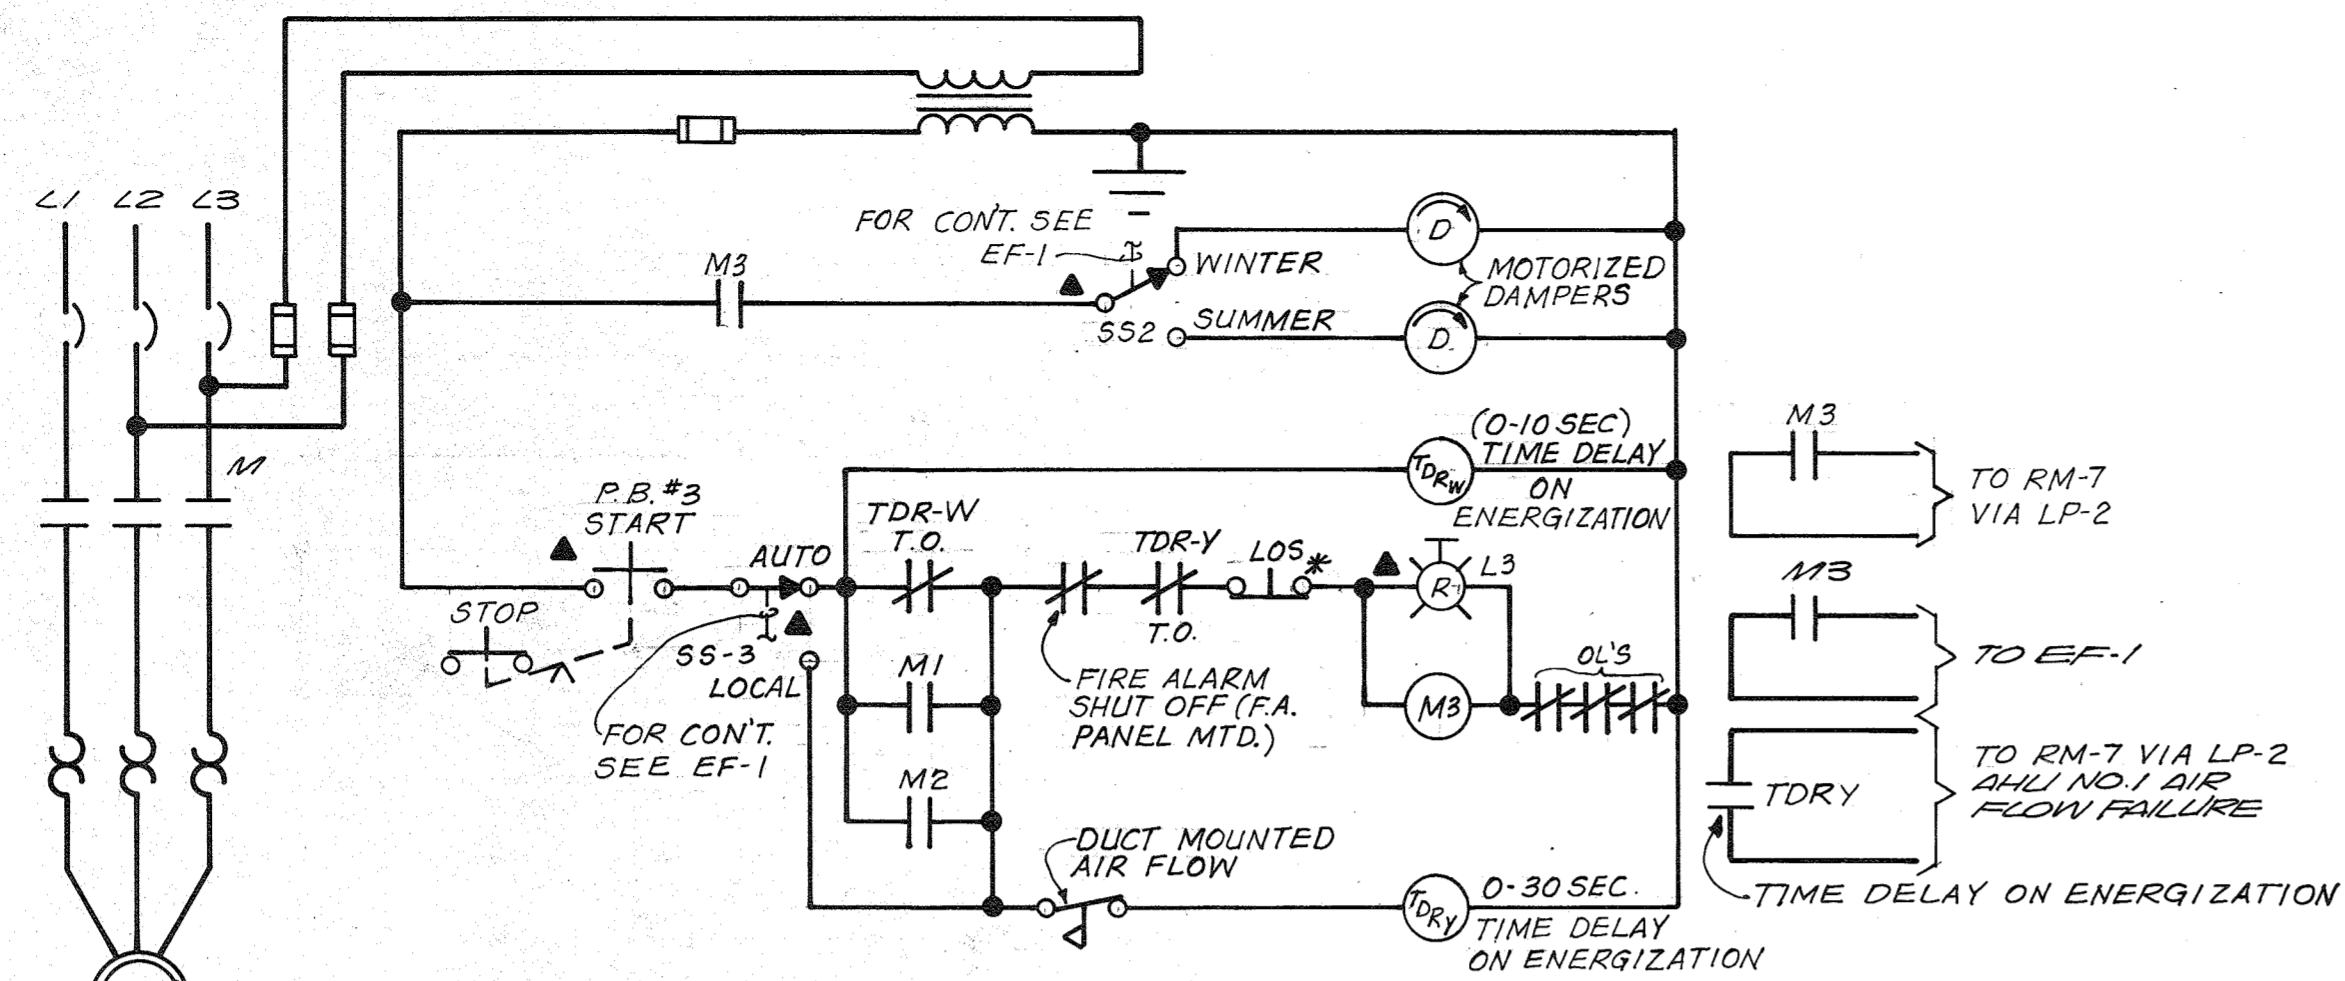 L1 L2 L3
FOR CON'T. SEE
EF-1
M3
WINTER
SS2
SUMMER
D
D
MOTORIZED
DAMPERS
M
P.B. #3
START
STOP
AUTO
SS-3
LOCAL
FOR CON'T.
SEE EF-1
TDR-W
T.O.
M1
M2
TDRW
(0-10 SEC)
TIME DELAY
ON
ENERGIZATION
TDR-Y
T.O.
LOS *
R
L3
M3
OL'S
FIRE ALARM
SHUT OFF (F.A.
PANEL MTD.)
DUCT MOUNTED
AIR FLOW
TDRY
0-30 SEC.
TIME DELAY
ON ENERGIZATION
M3
TO RM-7
VIA LP-2
M3
TO EF-1
TDRY
TO RM-7 VIA LP-2
AHU NO.1 AIR
FLOW FAILURE
TIME DELAY ON ENERGIZATION